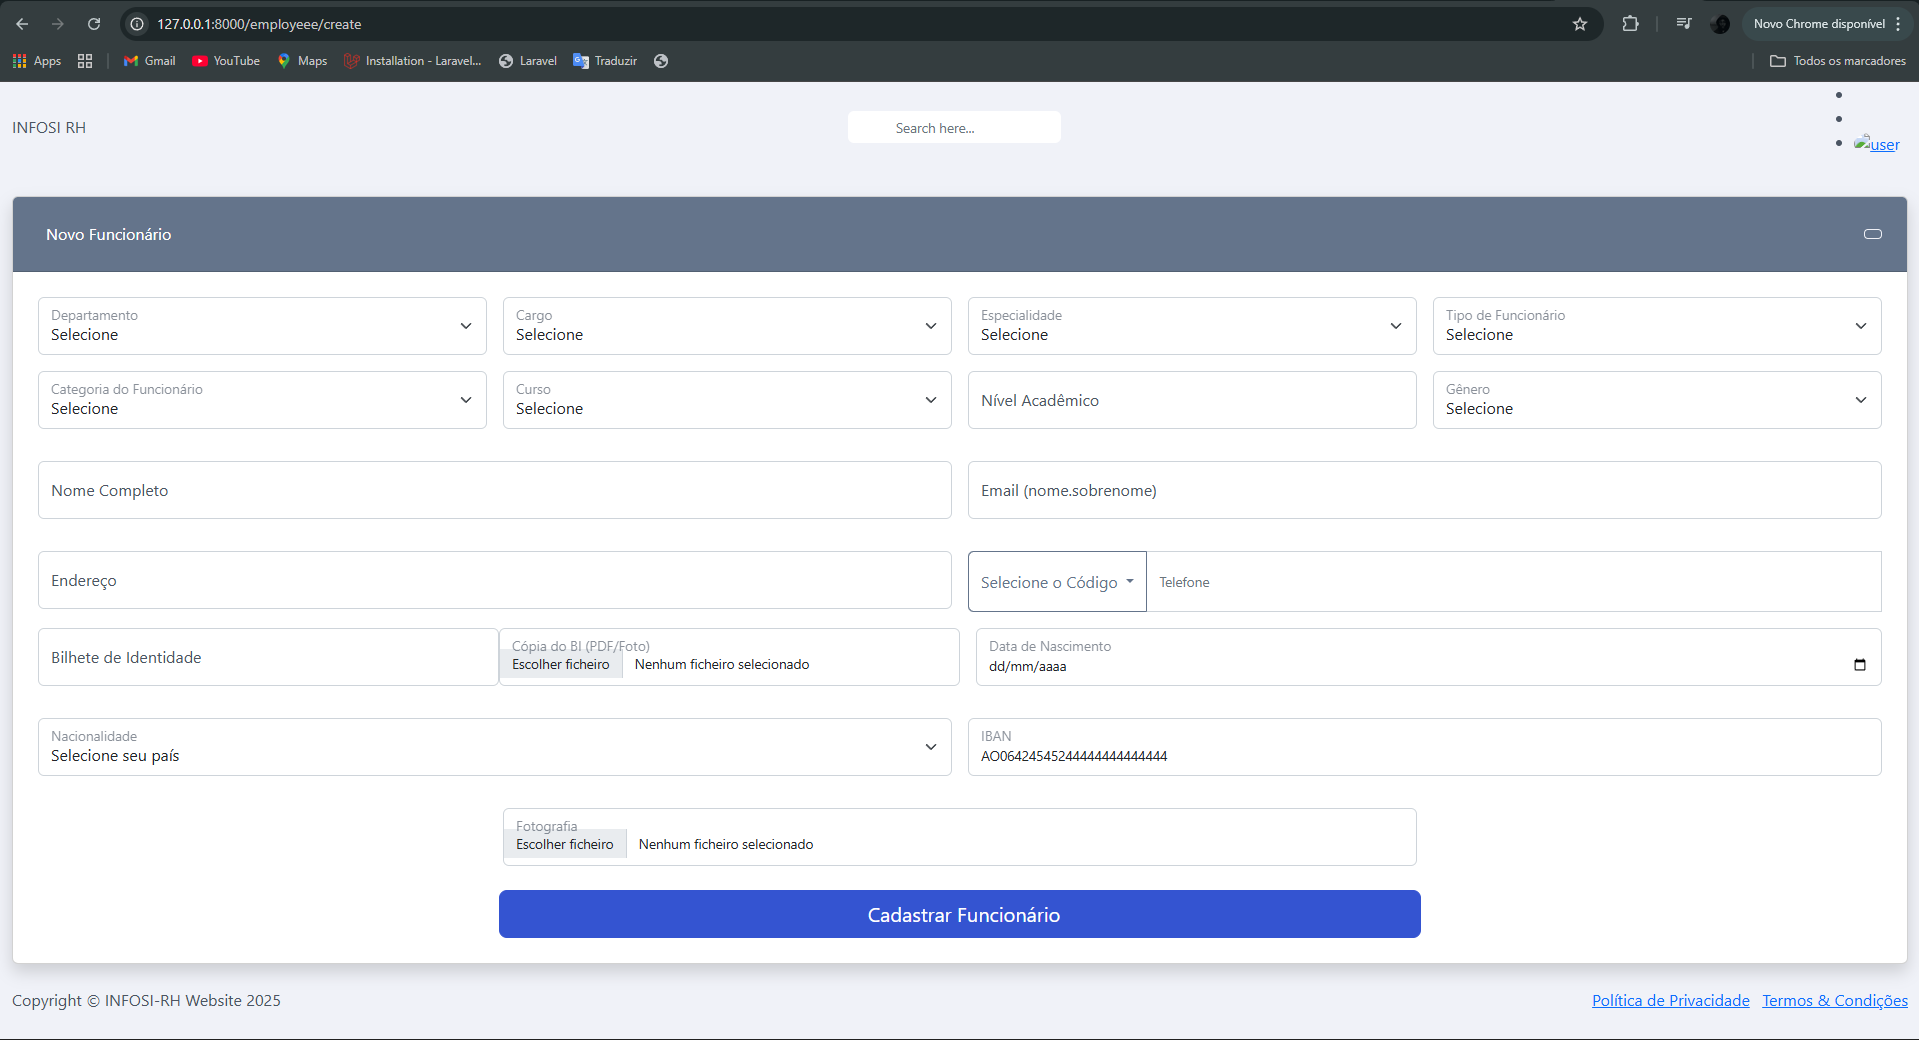 127.0.0.1:8000/employeee/create
Novo Chrome disponível
Apps Gmail YouTube Maps Installation - Laravel... Laravel Traduzir Todos os marcadores
INFOSI RH
Search here...
user
Novo Funcionário
Departamento Cargo Especialidade Tipo de Funcionário
Selecione Selecione Selecione Selecione
Categoria do Funcionário Curso Nível Acadêmico Gênero
Selecione Selecione Selecione
Nome Completo Email (nome.sobrenome)
Endereço Selecione o Código Telefone
Bilhete de Identidade Cópia do BI (PDF/Foto) Data de Nascimento
Escolher ficheiro Nenhum ficheiro selecionado dd/mm/aaaa
Nacionalidade IBAN
Selecione seu país AO06424545244444444444444
Fotografia
Escolher ficheiro Nenhum ficheiro selecionado
Cadastrar Funcionário
Copyright © INFOSI-RH Website 2025 Política de Privacidade Termos & Condições